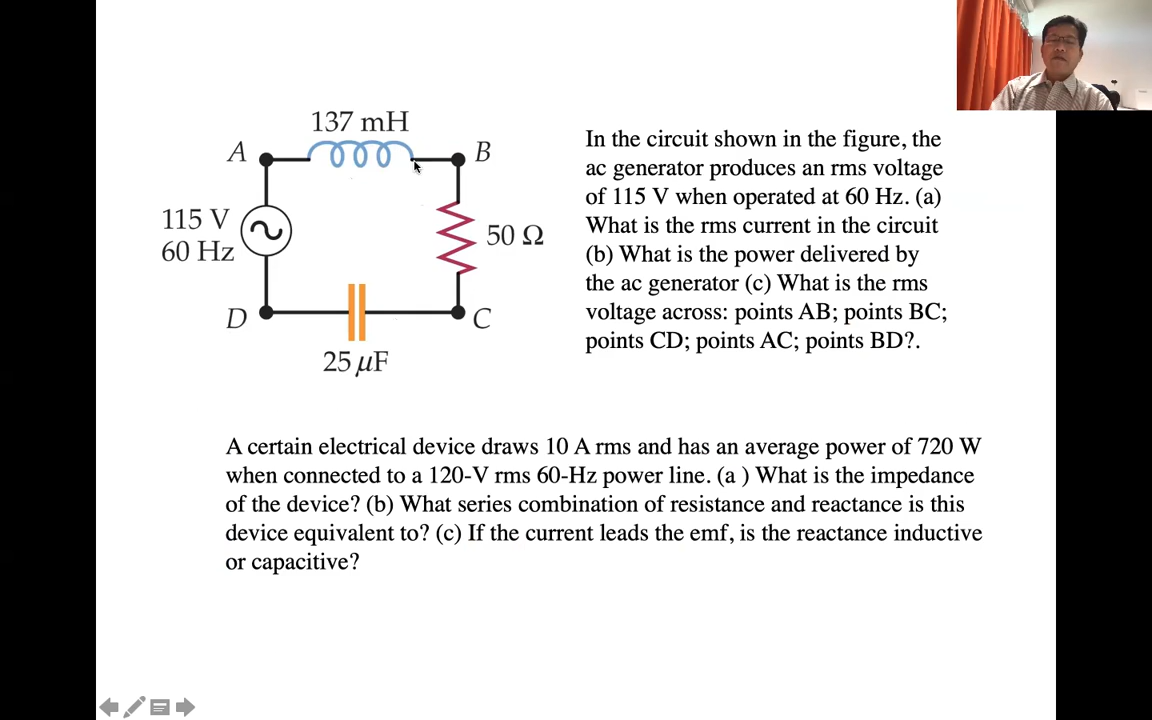 137 mH
A
B
115 V
60 Hz
50 Ω
D
C
25 μF
In the circuit shown in the figure, the
ac generator produces an rms voltage
of 115 V when operated at 60 Hz. (a)
What is the rms current in the circuit
(b) What is the power delivered by
the ac generator (c) What is the rms
voltage across: points AB; points BC;
points CD; points AC; points BD?.
A certain electrical device draws 10 A rms and has an average power of 720 W
when connected to a 120-V rms 60-Hz power line. (a ) What is the impedance
of the device? (b) What series combination of resistance and reactance is this
device equivalent to? (c) If the current leads the emf, is the reactance inductive
or capacitive?